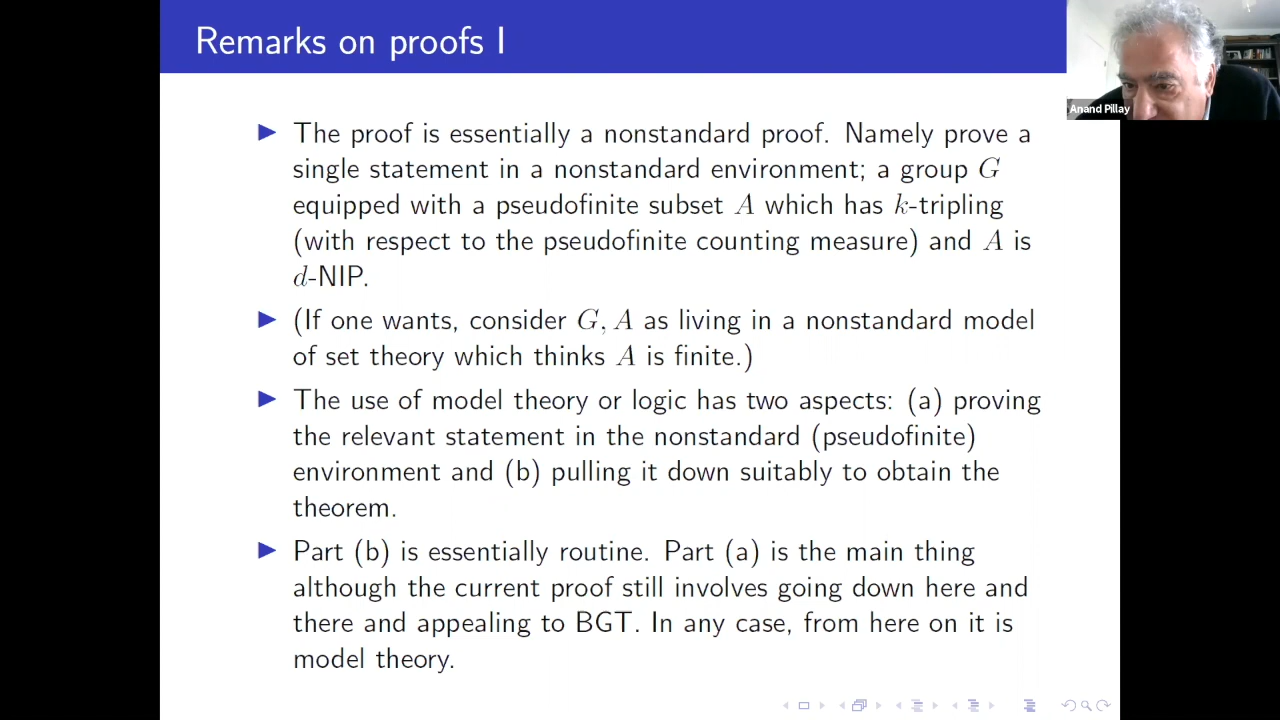 Remarks on proofs I
Anand Pillay
The proof is essentially a nonstandard proof. Namely prove a
single statement in a nonstandard environment; a group G
equipped with a pseudofinite subset A which has k-tripling
(with respect to the pseudofinite counting measure) and A is
d-NIP.
(If one wants, consider G, A as living in a nonstandard model
of set theory which thinks A is finite.)
The use of model theory or logic has two aspects: (a) proving
the relevant statement in the nonstandard (pseudofinite)
environment and (b) pulling it down suitably to obtain the
theorem.
Part (b) is essentially routine. Part (a) is the main thing
although the current proof still involves going down here and
there and appealing to BGT. In any case, from here on it is
model theory.